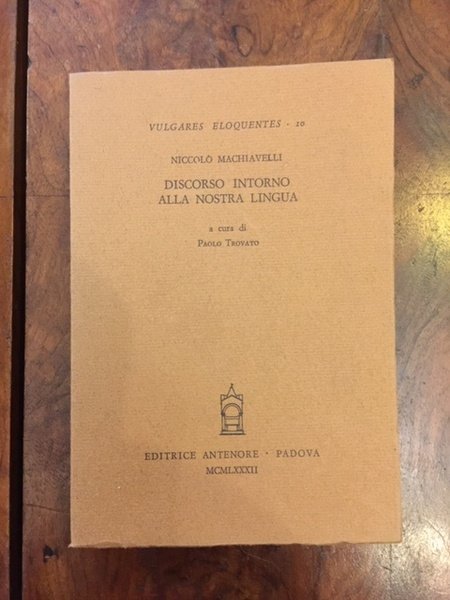 VULGARES ELOQUENTES · 10
NICCOLÒ MACHIAVELLI
DISCORSO INTORNO
ALLA NOSTRA LINGUA
a cura di
PAOLO TROVATO
EDITRICE ANTENORE · PADOVA
MCMLXXXII